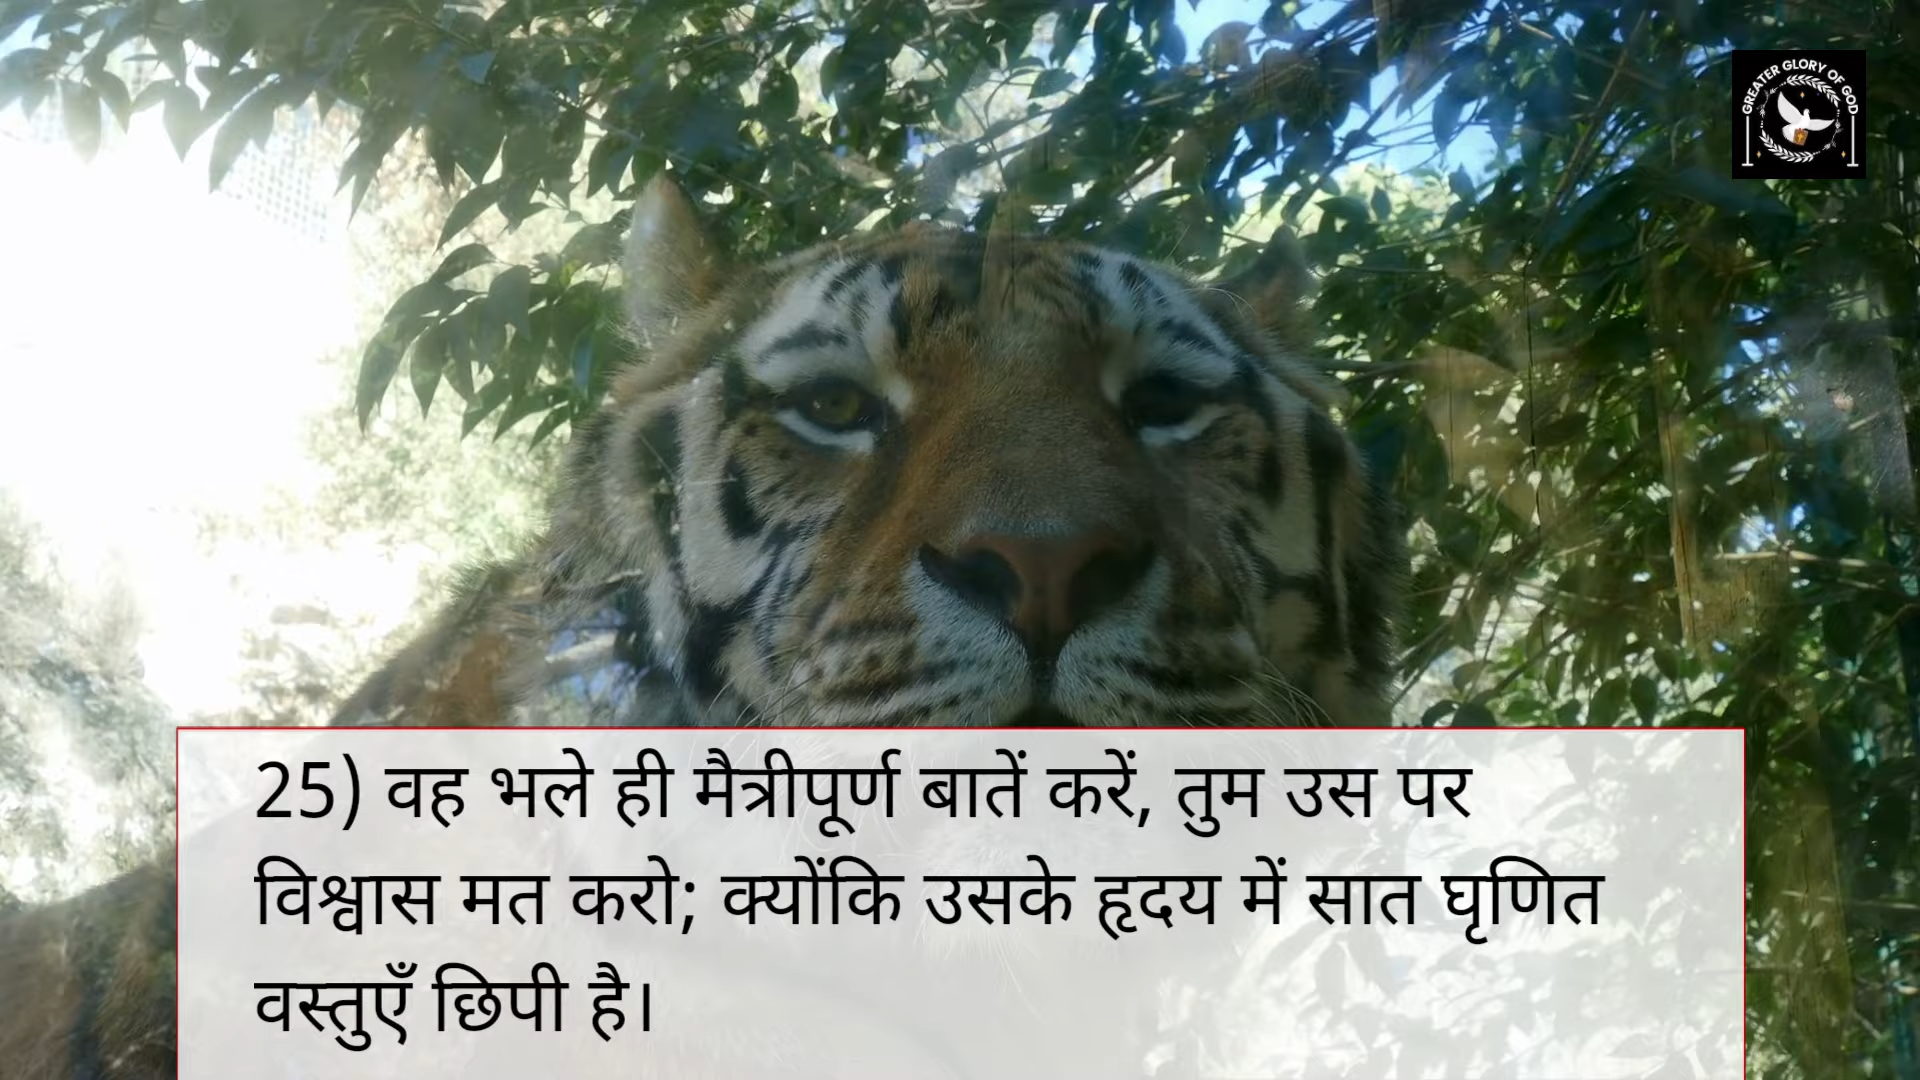 GREATER GLORY OF GOD
25) वह भले ही मैत्रीपूर्ण बातें करें, तुम उस पर
विश्वास मत करो; क्योंकि उसके हृदय में सात घृणित
वस्तुएँ छिपी है।